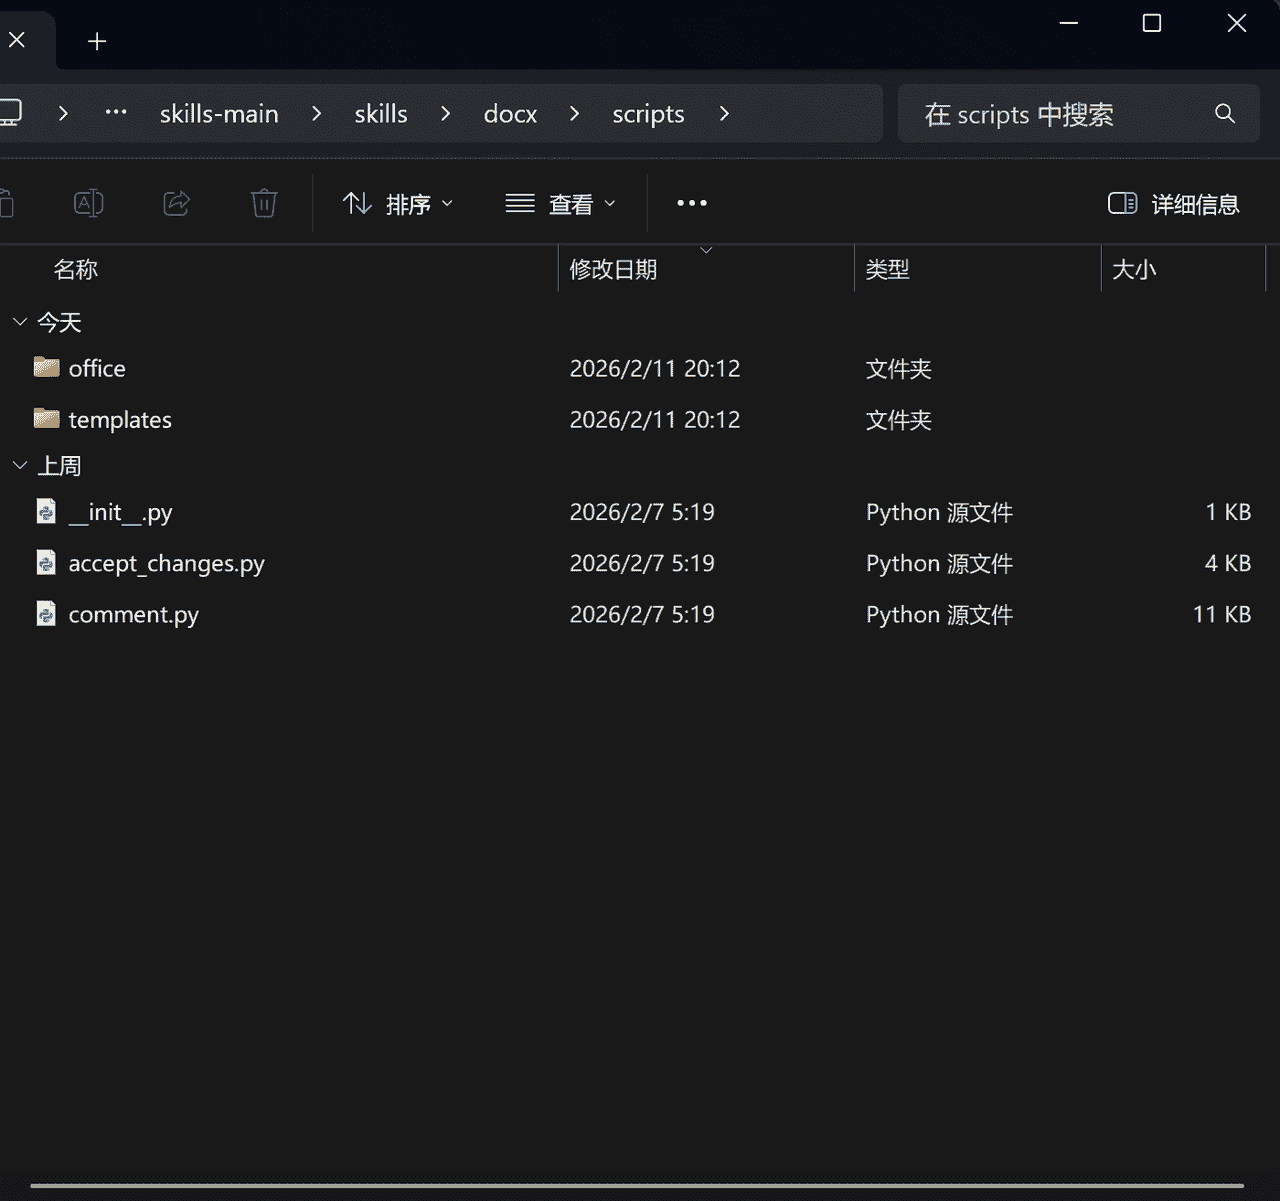 skills-main > skills > docx > scripts > 在 scripts 中搜索
排序 查看 ••• 详细信息
名称 修改日期 类型 大小
今天
office 2026/2/11 20:12 文件夹
templates 2026/2/11 20:12 文件夹
上周
__init__.py 2026/2/7 5:19 Python 源文件 1 KB
accept_changes.py 2026/2/7 5:19 Python 源文件 4 KB
comment.py 2026/2/7 5:19 Python 源文件 11 KB